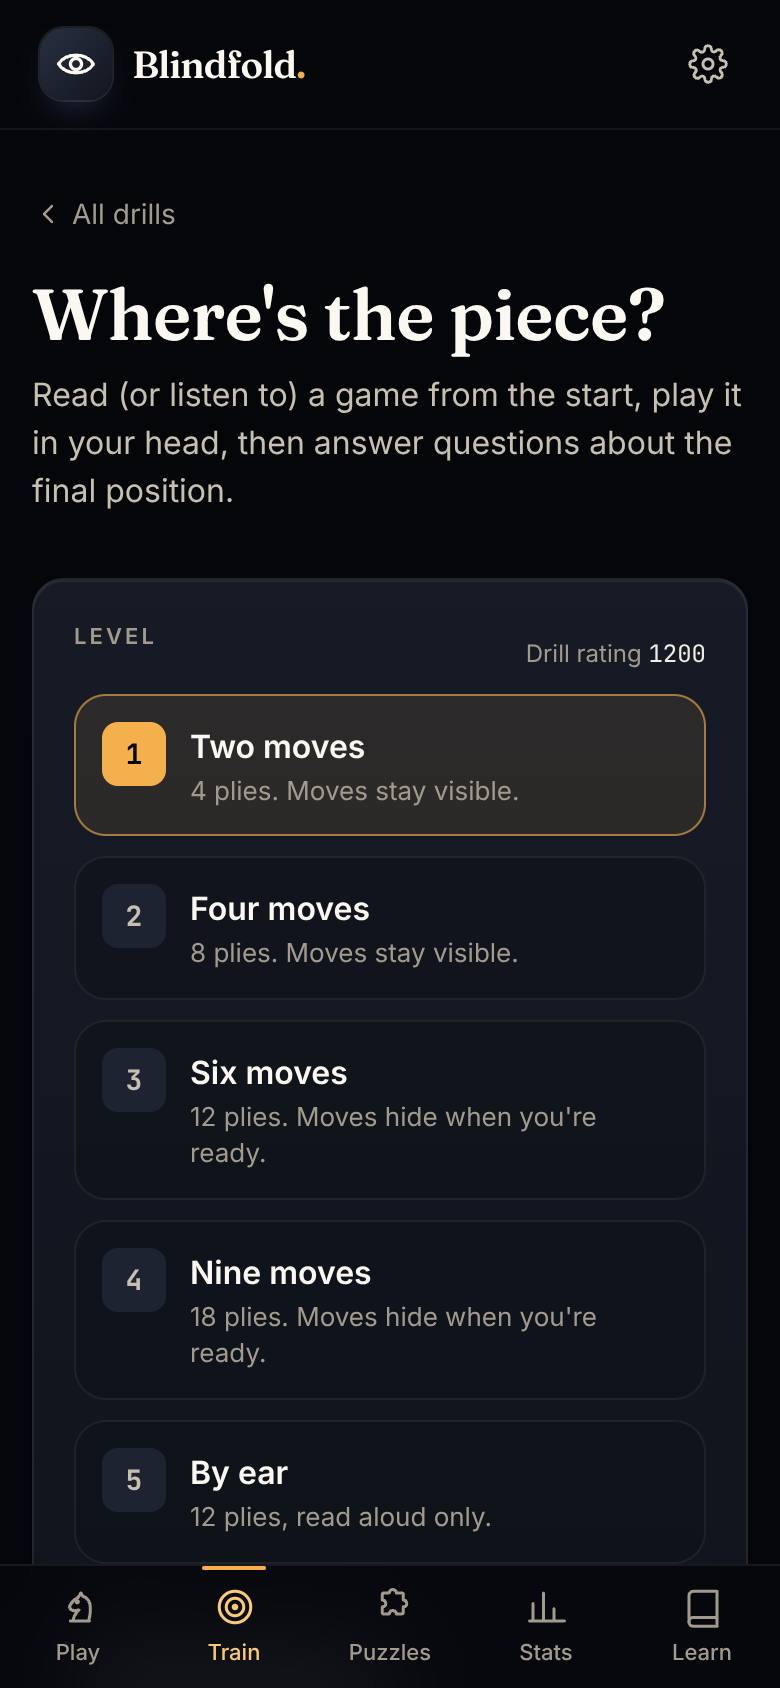 Blindfold.
All drills
Where's the piece?
Read (or listen to) a game from the start, play it
in your head, then answer questions about the
final position.
LEVEL
Drill rating 1200
1
Two moves
4 plies. Moves stay visible.
2
Four moves
8 plies. Moves stay visible.
3
Six moves
12 plies. Moves hide when you're
ready.
4
Nine moves
18 plies. Moves hide when you're
ready.
5
By ear
12 plies, read aloud only.
Play
Train
Puzzles
Stats
Learn